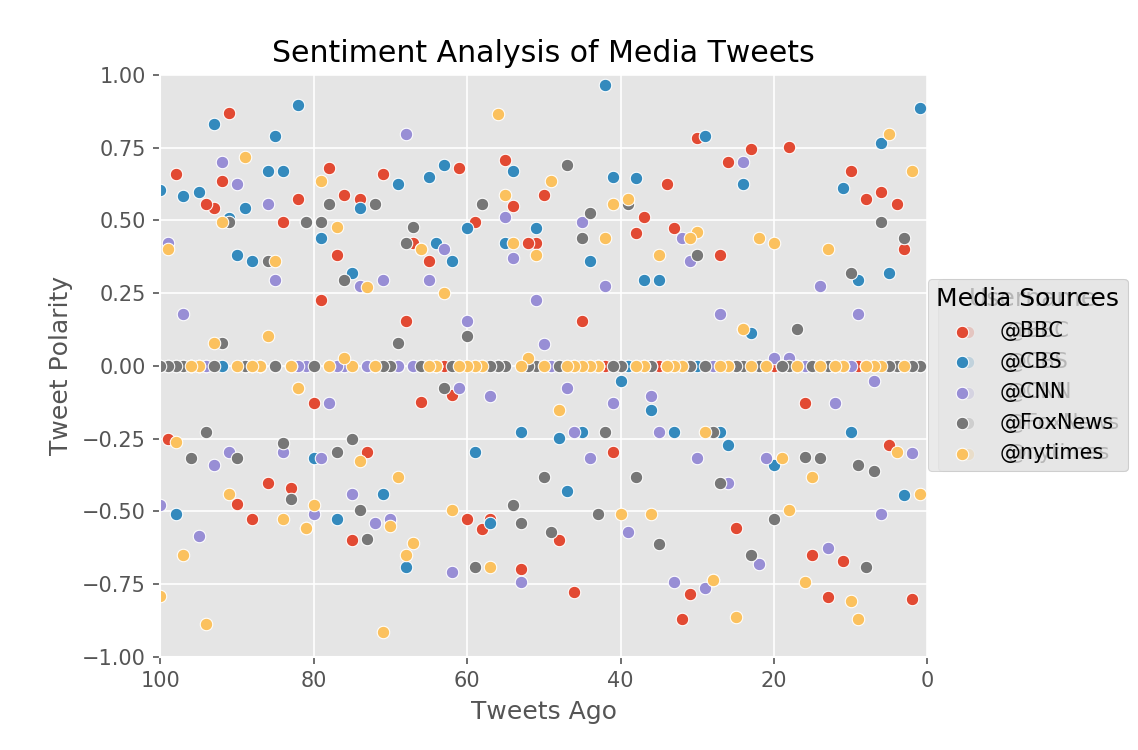 Sentiment Analysis of Media Tweets
1.00
0.75
0.50
0.25
0.00
−0.25
−0.50
−0.75
−1.00
Tweet Polarity
100
80
60
40
20
0
Tweets Ago
Media Sources
@BBC
@CBS
@CNN
@FoxNews
@nytimes